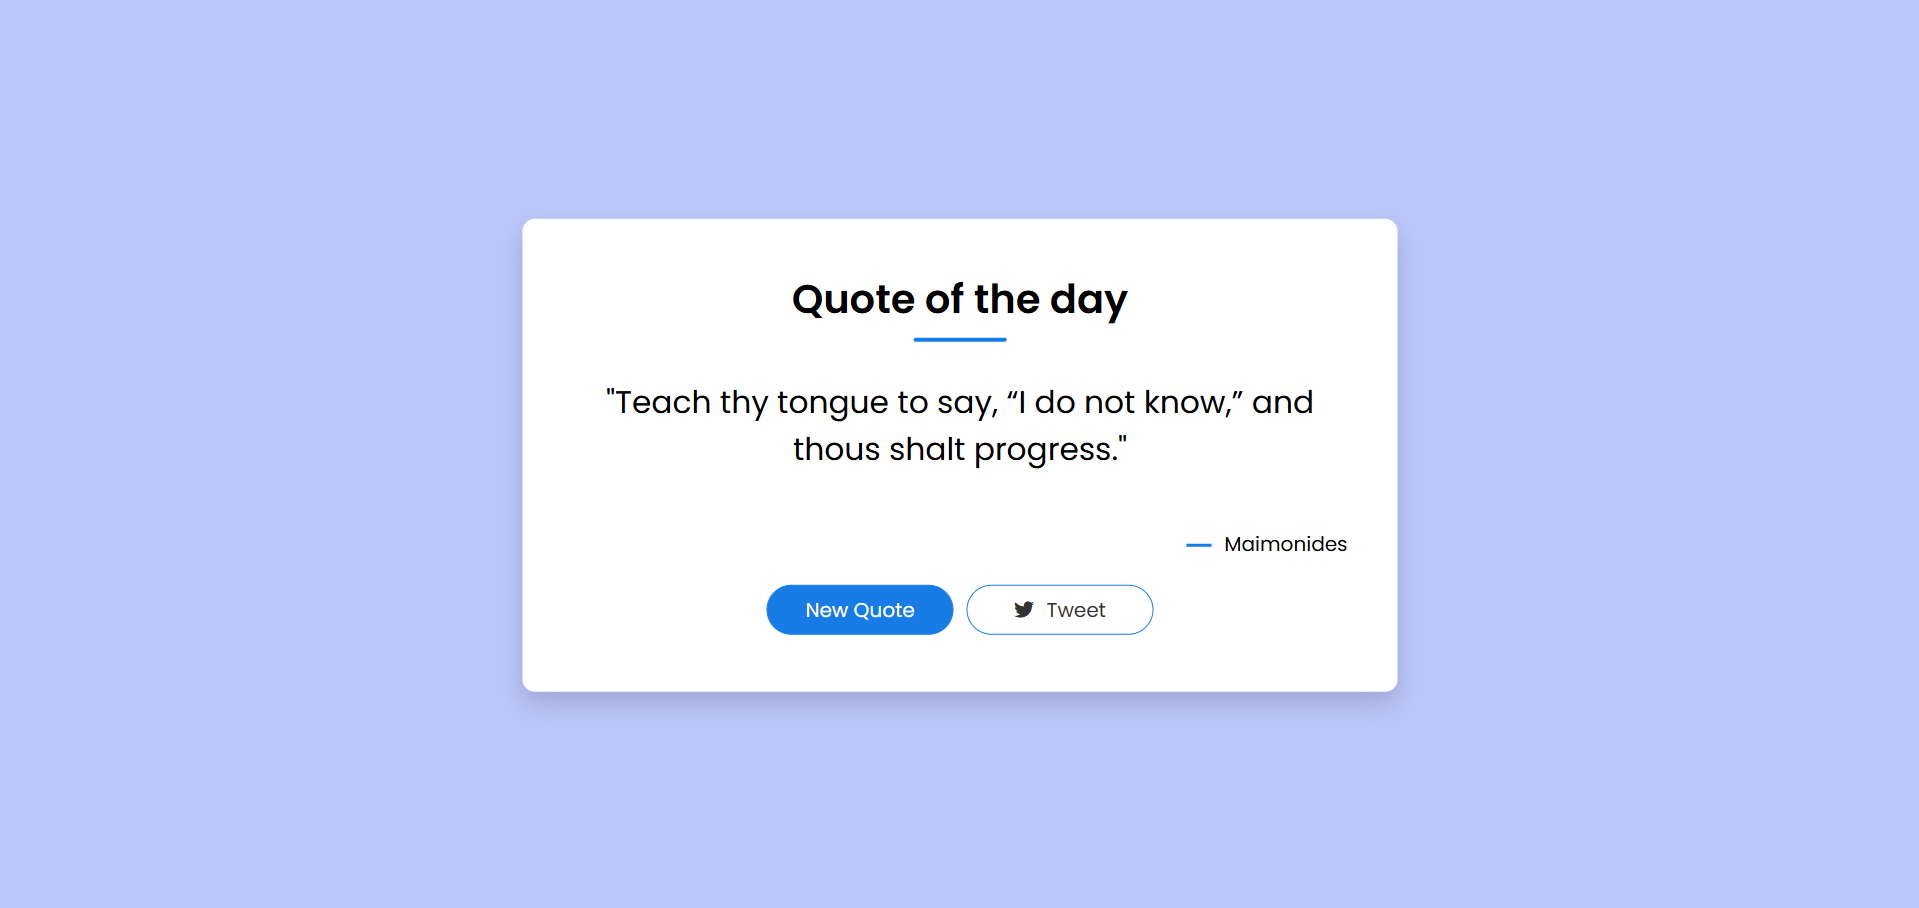 Quote of the day
"Teach thy tongue to say, “I do not know,” and
thous shalt progress."
Maimonides
New Quote
Tweet